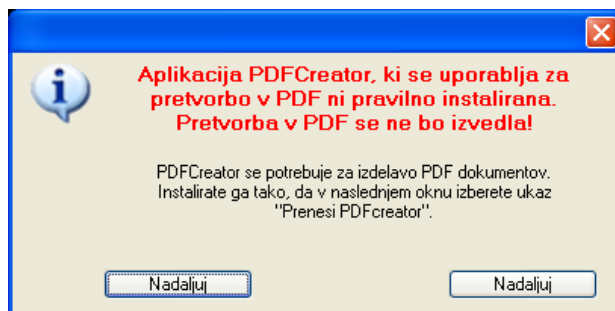 Aplikacija PDFCreator, ki se uporablja za
pretvorbo v PDF ni pravilno instalirana.
Pretvorba v PDF se ne bo izvedla!
PDFCreator se potrebuje za izdelavo PDF dokumentov.
Instalirate ga tako, da v naslednjem oknu izberete ukaz
"Prenesi PDFcreator".
Nadaljuj
Nadaljuj